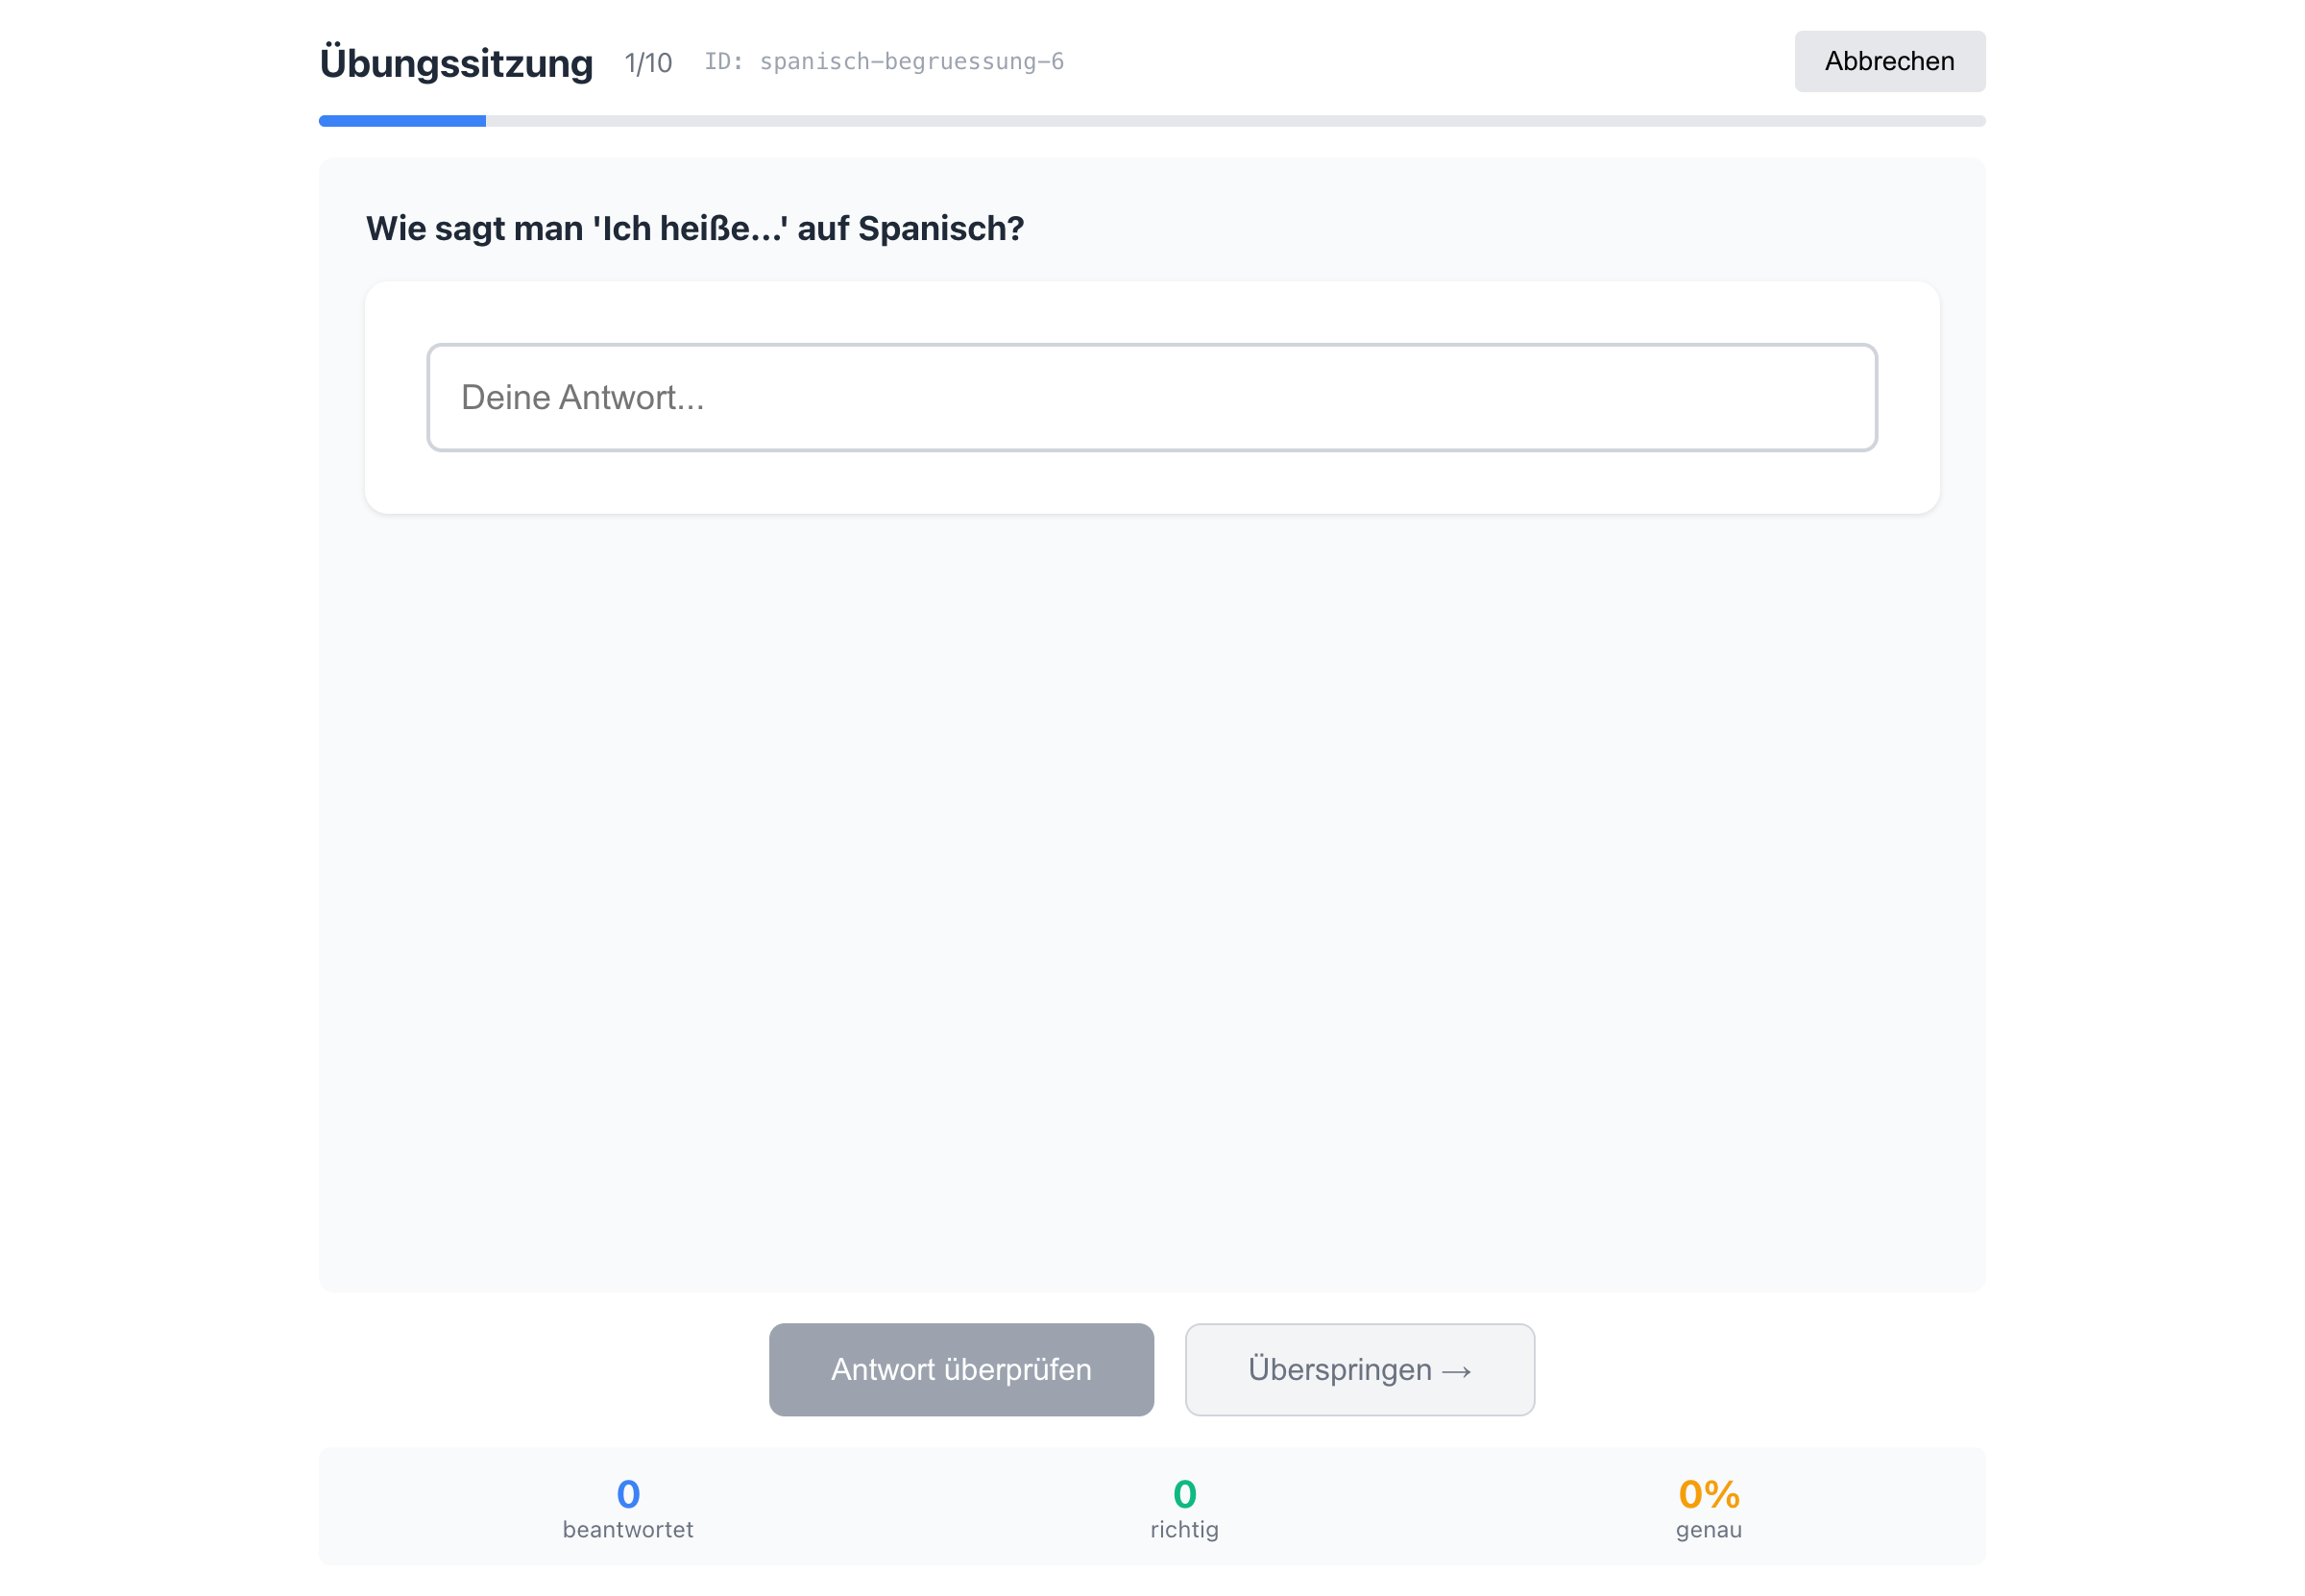 Übungssitzung 1/10 ID: spanisch-begruessung-6 Abbrechen
Wie sagt man 'Ich heiße...' auf Spanisch?
Deine Antwort...
Antwort überprüfen Überspringen →
0 0 0%
beantwortet richtig genau